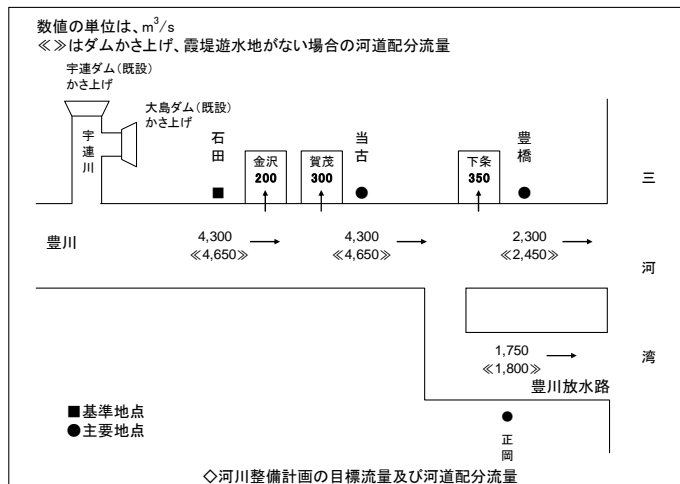 数値の単位は、m³/s
≪ ≫はダムかさ上げ、霞堤遊水地がない場合の河道配分流量
宇連ダム(既設)
かさ上げ
大島ダム(既設)
かさ上げ
宇連川
石田
金沢
200
賀茂
300
当古
下条
350
豊橋
三河湾
豊川
4,300
≪4,650≫
4,300
≪4,650≫
2,300
≪2,450≫
1,750
≪1,800≫
豊川放水路
■基準地点
●主要地点
正岡
◇河川整備計画の目標流量及び河道配分流量